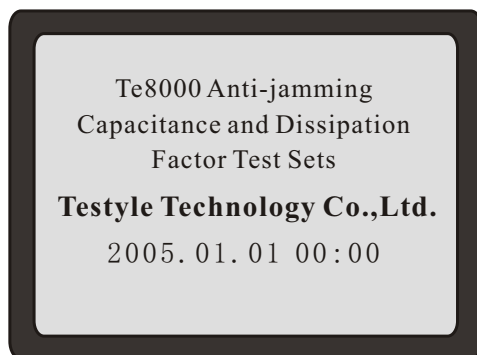 Te8000 Anti-jamming
Capacitance and Dissipation
Factor Test Sets
Testyle Technology Co.,Ltd.
2005.01.01 00:00